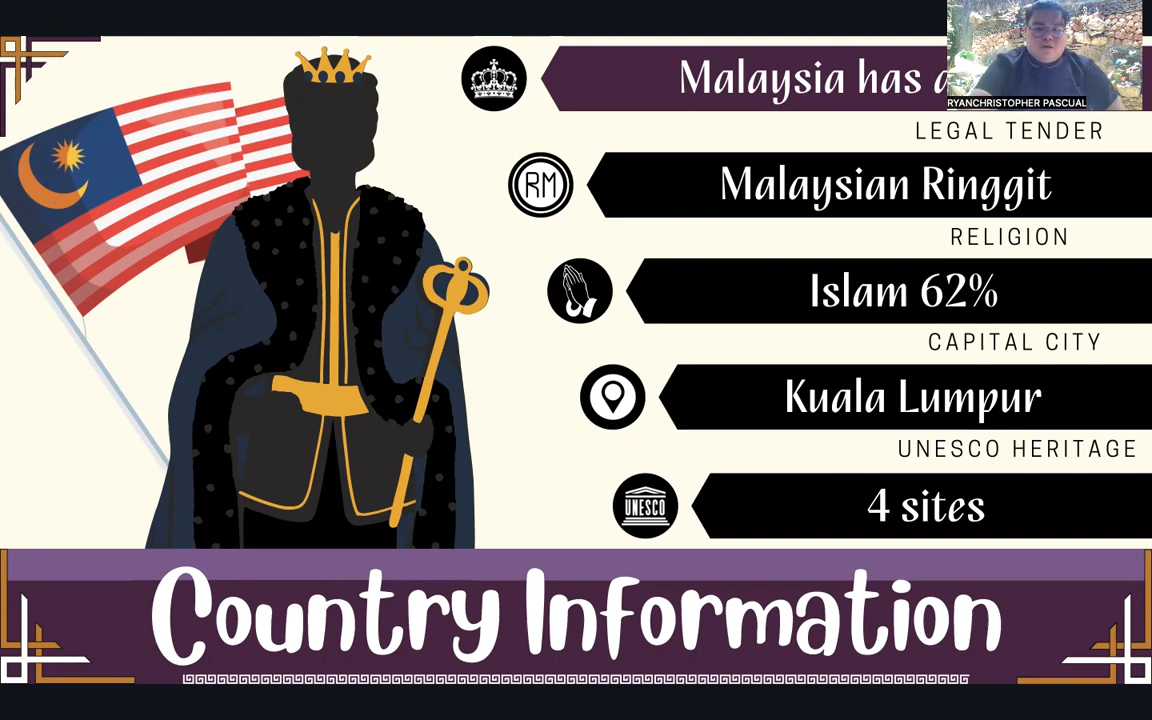 Malaysia has a
RYANCHRISTOPHER PASCUAL
LEGAL TENDER
RM
Malaysian Ringgit
RELIGION
Islam 62%
CAPITAL CITY
Kuala Lumpur
UNESCO HERITAGE
UNESCO
4 sites
Country Information